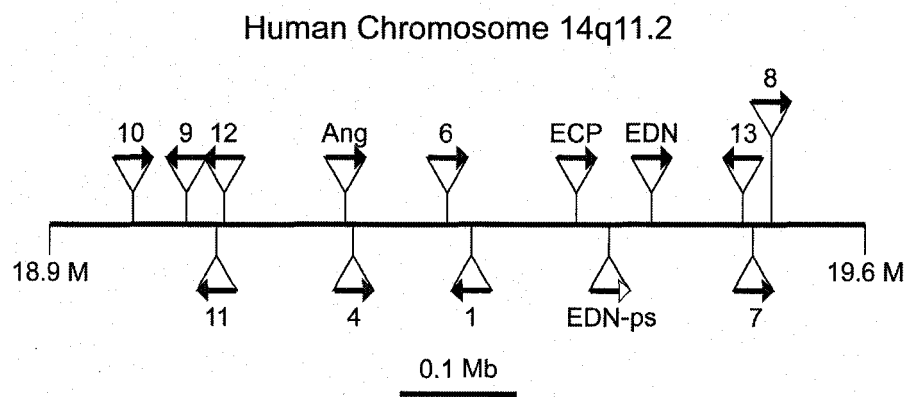 Human Chromosome 14q11.2
8
10 9 12 Ang 6 ECP EDN 13
18.9 M 19.6 M
11 4 1 EDN-ps 7
0.1 Mb